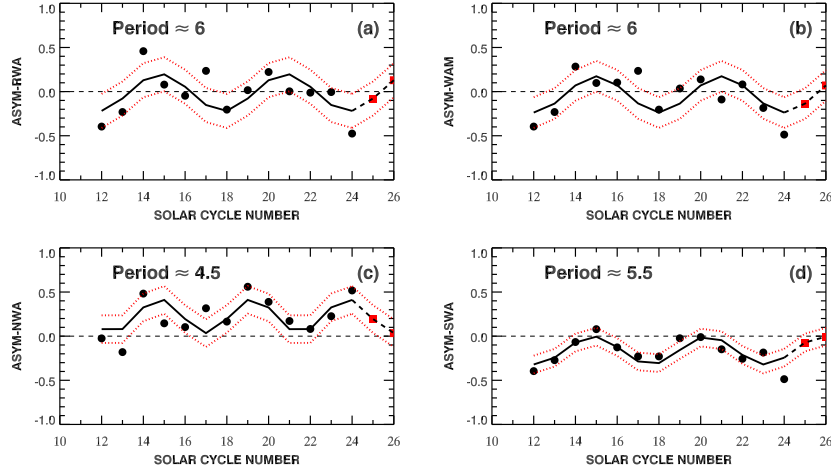 Period ≈ 6 (a)
1.0
0.5
0.0
-0.5
-1.0
ASYM-RWA
10 12 14 16 18 20 22 24 26
SOLAR CYCLE NUMBER
Period ≈ 6 (b)
1.0
0.5
0.0
-0.5
-1.0
ASYM-WAM
10 12 14 16 18 20 22 24 26
SOLAR CYCLE NUMBER
Period ≈ 4.5 (c)
1.0
0.5
0.0
-0.5
-1.0
ASYM-NWA
10 12 14 16 18 20 22 24 26
SOLAR CYCLE NUMBER
Period ≈ 5.5 (d)
1.0
0.5
0.0
-0.5
-1.0
ASYM-SWA
10 12 14 16 18 20 22 24 26
SOLAR CYCLE NUMBER